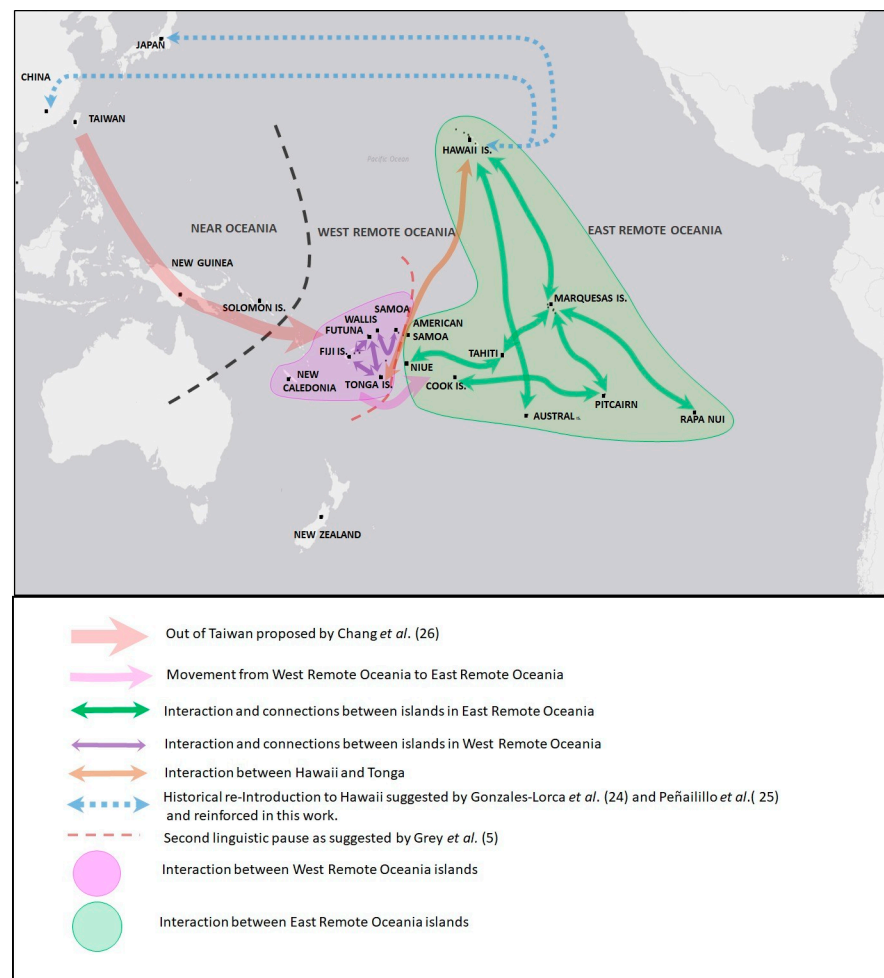 JAPAN
CHINA
TAIWAN
HAWAII IS.
Pacific Ocean
NEAR OCEANIA
WEST REMOTE OCEANIA
EAST REMOTE OCEANIA
NEW GUINEA
SOLOMON IS.
MARQUESAS IS.
SAMOA
WALLIS
FUTUNA
AMERICAN
SAMOA
FIJI IS.
TAHITI
NIUE
NEW
CALEDONIA
TONGA IS.
COOK IS.
PITCAIRN
AUSTRAL IS.
RAPA NUI
NEW ZEALAND
Out of Taiwan proposed by Chang et al. (26)
Movement from West Remote Oceania to East Remote Oceania
Interaction and connections between islands in East Remote Oceania
Interaction and connections between islands in West Remote Oceania
Interaction between Hawaii and Tonga
Historical re-Introduction to Hawaii suggested by Gonzales-Lorca et al. (24) and Peñailillo et al.( 25)
and reinforced in this work.
Second linguistic pause as suggested by Grey et al. (5)
Interaction between West Remote Oceania islands
Interaction between East Remote Oceania islands